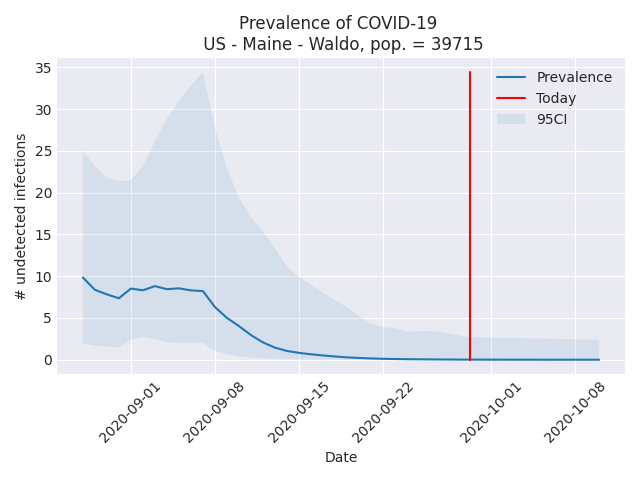 Prevalence of COVID-19
US - Maine - Waldo, pop. = 39715
35
30
25
20
15
10
5
0
# undetected infections
Prevalence
Today
95CI
2020-09-01
2020-09-08
2020-09-15
2020-09-22
2020-10-01
2020-10-08
Date